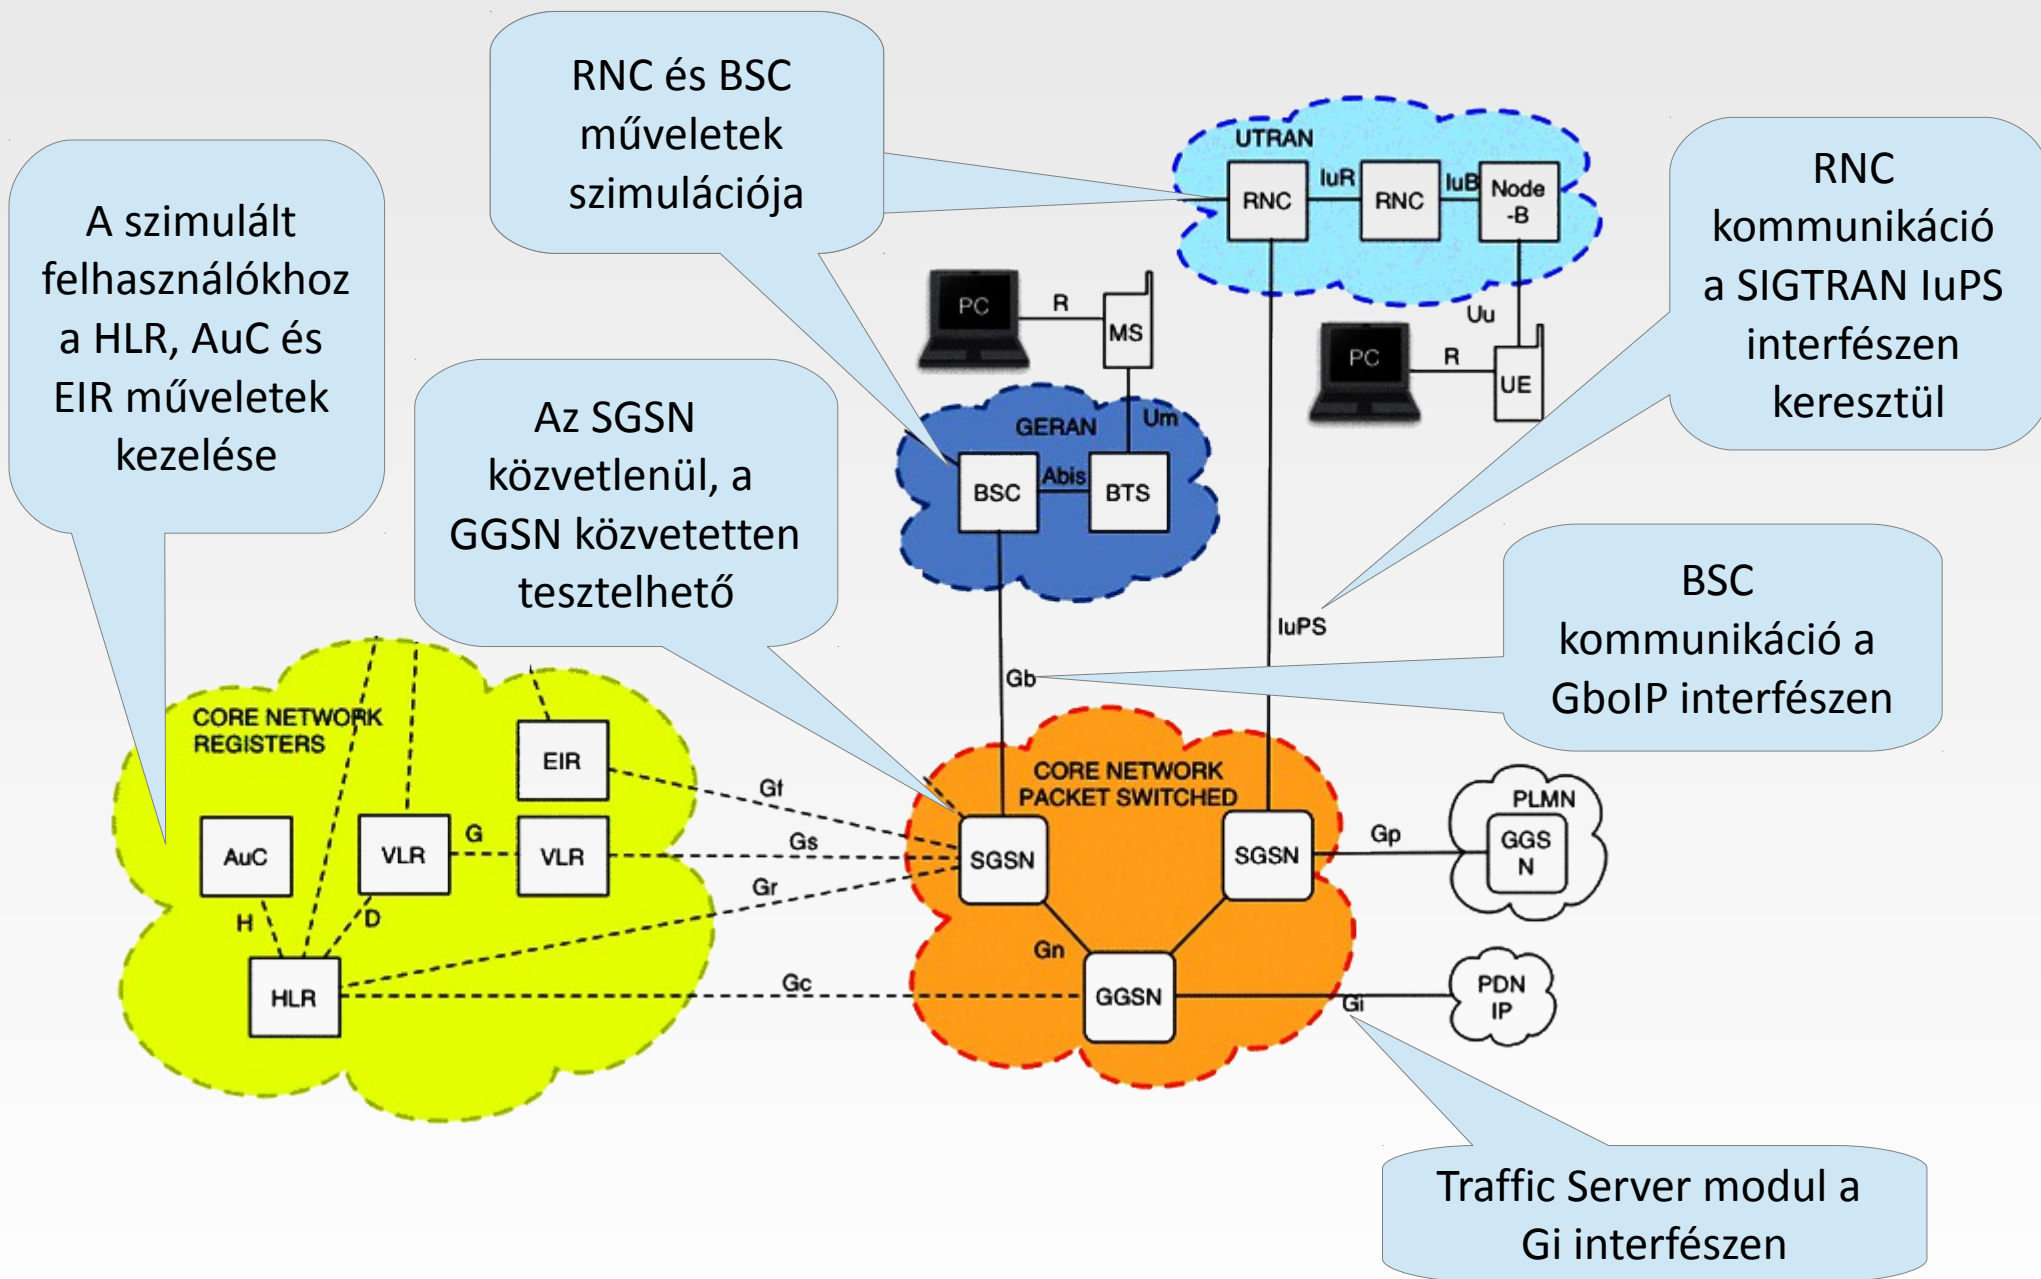 RNC és BSC
műveletek
szimulációja
A szimulált
felhasználókhoz
a HLR, AuC és
EIR műveletek
kezelése
Az SGSN
közvetlenül, a
GGSN közvetetten
tesztelhető
RNC
kommunikáció
a SIGTRAN IuPS
interfészen
keresztül
BSC
kommunikáció a
GboIP interfészen
Traffic Server modul a
Gi interfészen
UTRAN
RNC
IuR
RNC
IuB
Node
-B
Uu
PC
R
UE
PC
R
MS
Um
GERAN
BSC
Abis
BTS
Gb
IuPS
CORE NETWORK
REGISTERS
EIR
AuC
VLR
G
VLR
H
D
HLR
Gf
Gs
Gr
Gc
CORE NETWORK
PACKET SWITCHED
SGSN
SGSN
Gn
GGSN
Gp
PLMN
GGS
N
Gi
PDN
IP